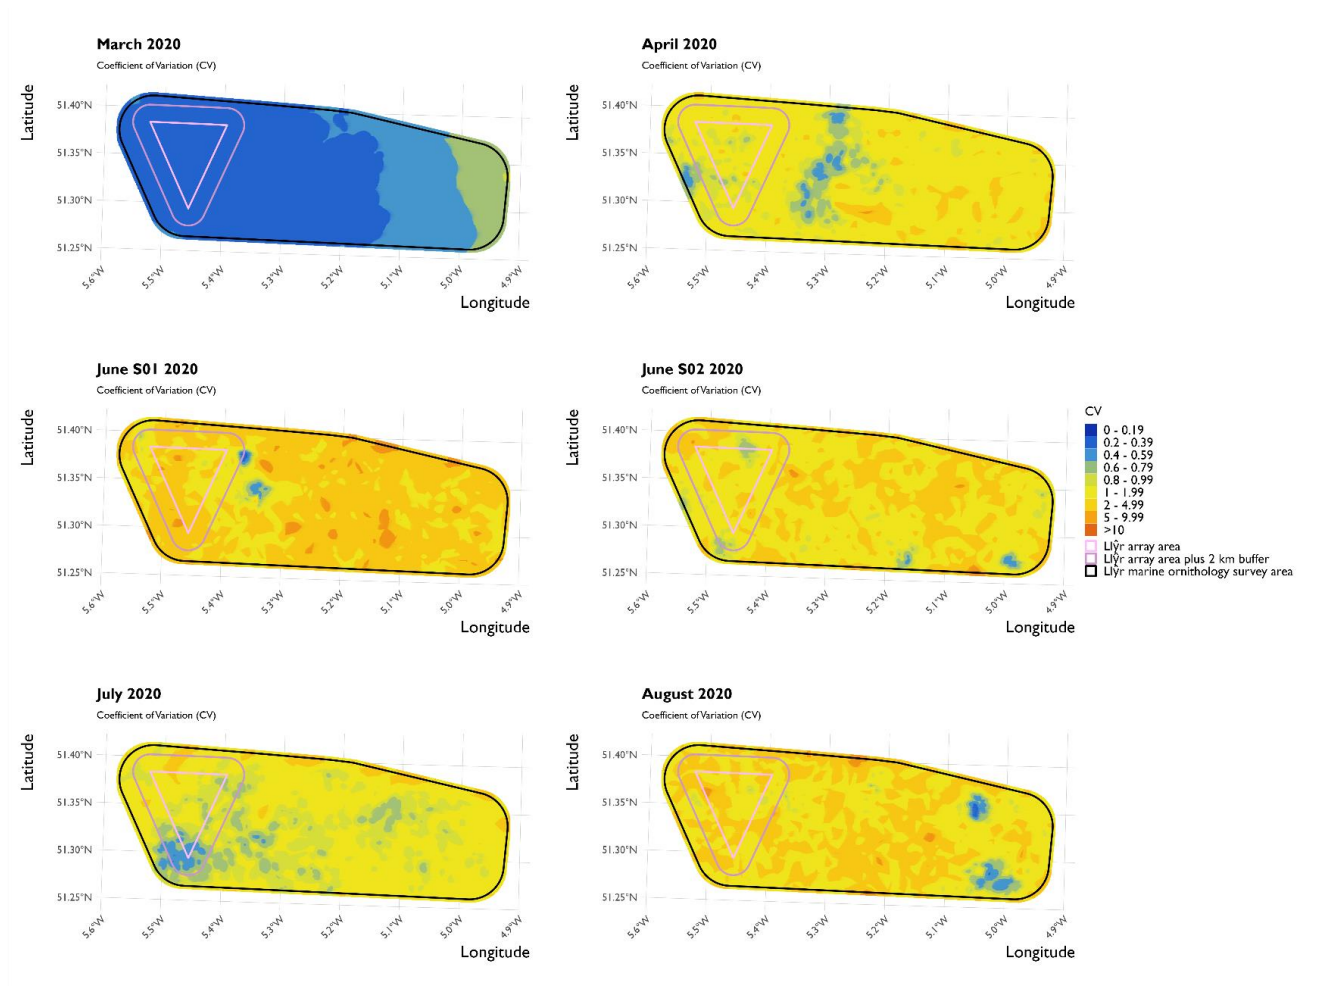 March 2020
Coefficient of Variation (CV)
Latitude
51.40°N
51.35°N
51.30°N
51.25°N
5.6°W
5.5°W
5.4°W
5.3°W
5.2°W
5.1°W
5.0°W
4.9°W
Longitude
April 2020
Coefficient of Variation (CV)
Latitude
51.40°N
51.35°N
51.30°N
51.25°N
5.6°W
5.5°W
5.4°W
5.3°W
5.2°W
5.1°W
5.0°W
4.9°W
Longitude
June S01 2020
Coefficient of Variation (CV)
Latitude
51.40°N
51.35°N
51.30°N
51.25°N
5.6°W
5.5°W
5.4°W
5.3°W
5.2°W
5.1°W
5.0°W
4.9°W
Longitude
June S02 2020
Coefficient of Variation (CV)
Latitude
51.40°N
51.35°N
51.30°N
51.25°N
5.6°W
5.5°W
5.4°W
5.3°W
5.2°W
5.1°W
5.0°W
4.9°W
Longitude
CV
0 - 0.19
0.2 - 0.39
0.4 - 0.59
0.6 - 0.79
0.8 - 0.99
1 - 1.99
2 - 4.99
5 - 9.99
>10
Llŷr array area
Llŷr array area plus 2 km buffer
Llŷr marine ornithology survey area
July 2020
Coefficient of Variation (CV)
Latitude
51.40°N
51.35°N
51.30°N
51.25°N
5.6°W
5.5°W
5.4°W
5.3°W
5.2°W
5.1°W
5.0°W
4.9°W
Longitude
August 2020
Coefficient of Variation (CV)
Latitude
51.40°N
51.35°N
51.30°N
51.25°N
5.6°W
5.5°W
5.4°W
5.3°W
5.2°W
5.1°W
5.0°W
4.9°W
Longitude